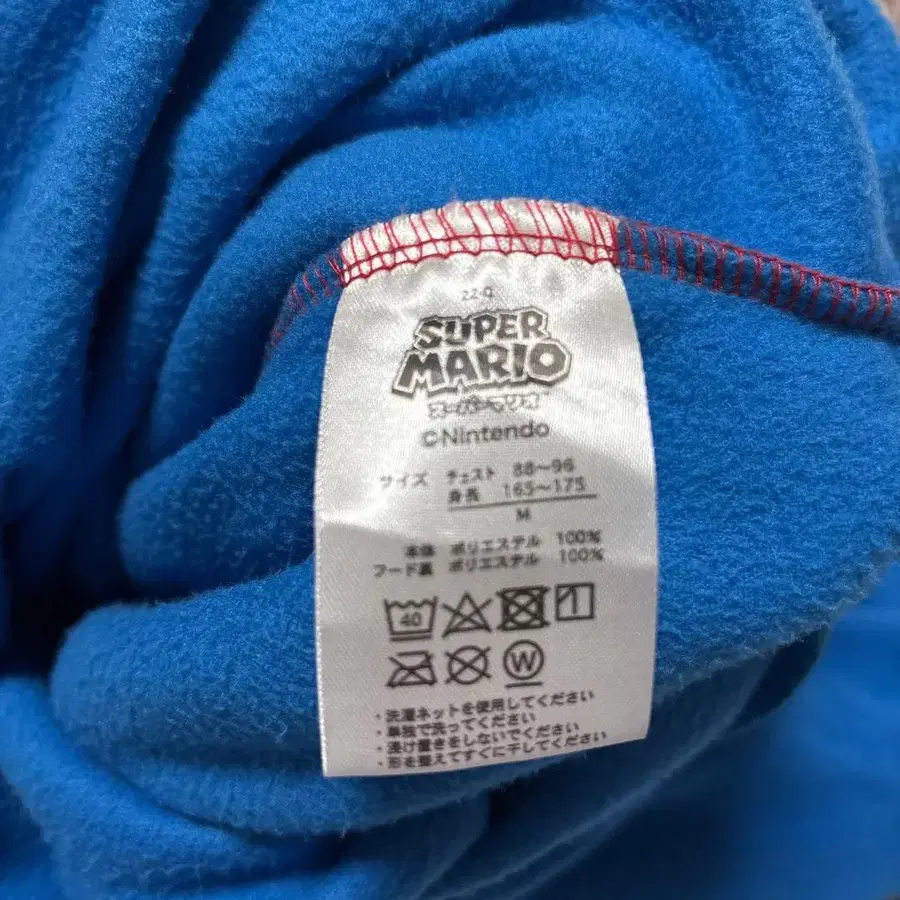 22-Q
SUPER
MARIO
スーパーマリオ™
©Nintendo
サイズ チェスト 88〜96
身長 165〜175
M
本体 ポリエステル 100%
フード裏 ポリエステル 100%
40
W
・洗濯ネットを使用してください
・単独で洗ってください
・浸け置きをしないでください
・形を整えてすぐに干してください